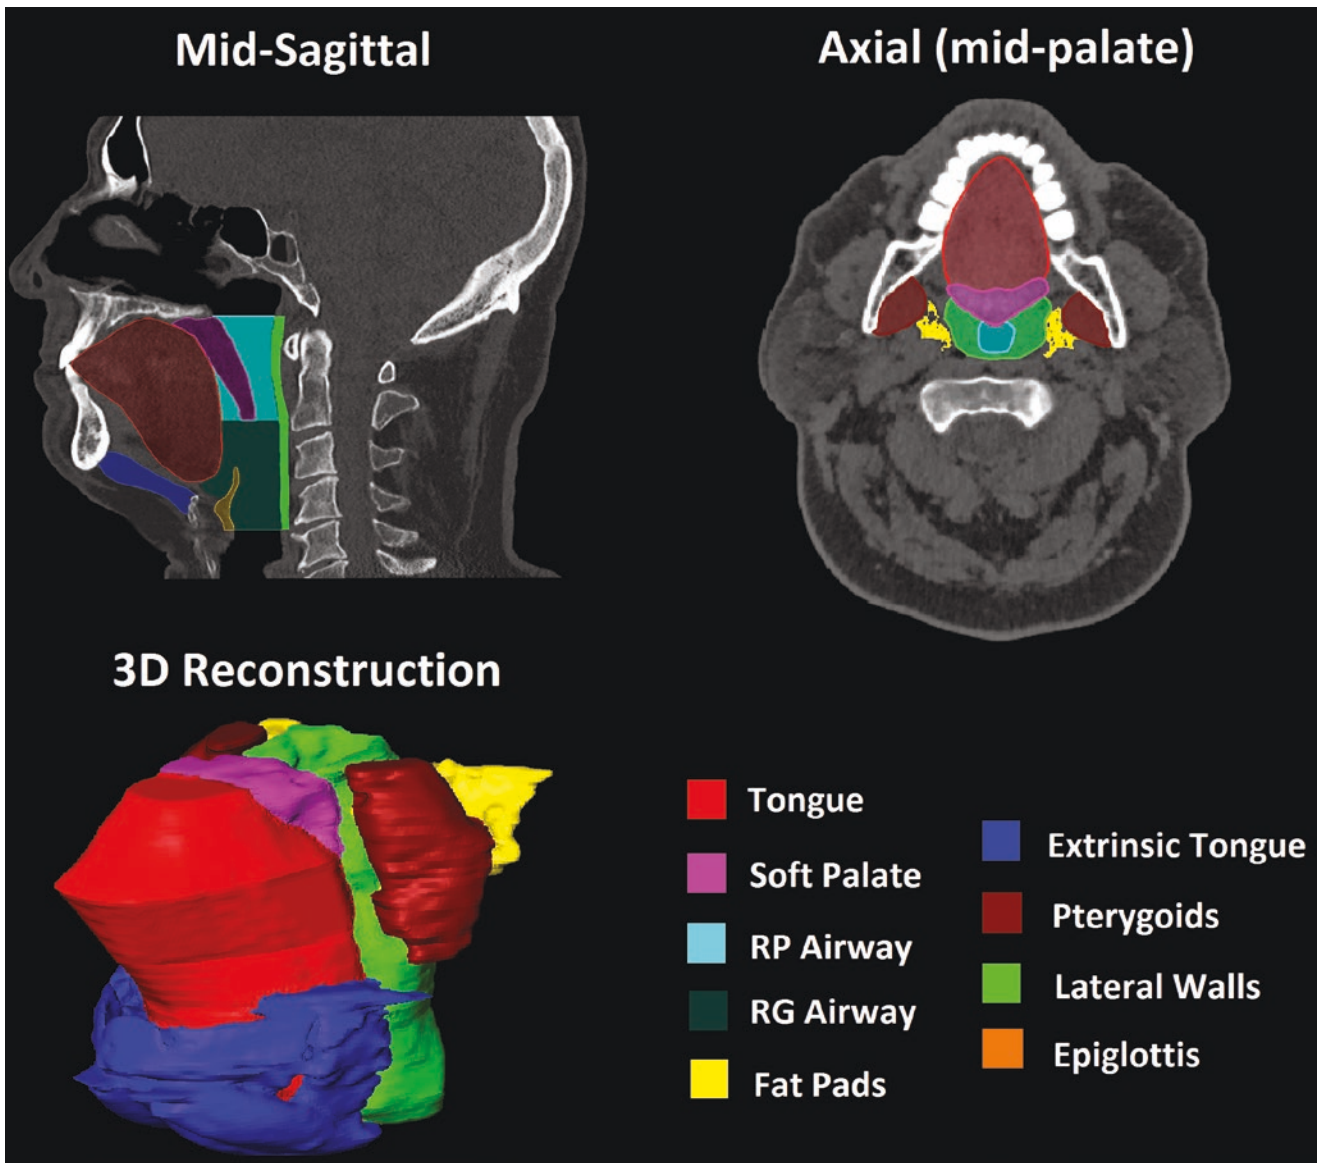 Mid-Sagittal
Axial (mid-palate)
3D Reconstruction
Tongue
Soft Palate
RP Airway
RG Airway
Fat Pads
Extrinsic Tongue
Pterygoids
Lateral Walls
Epiglottis